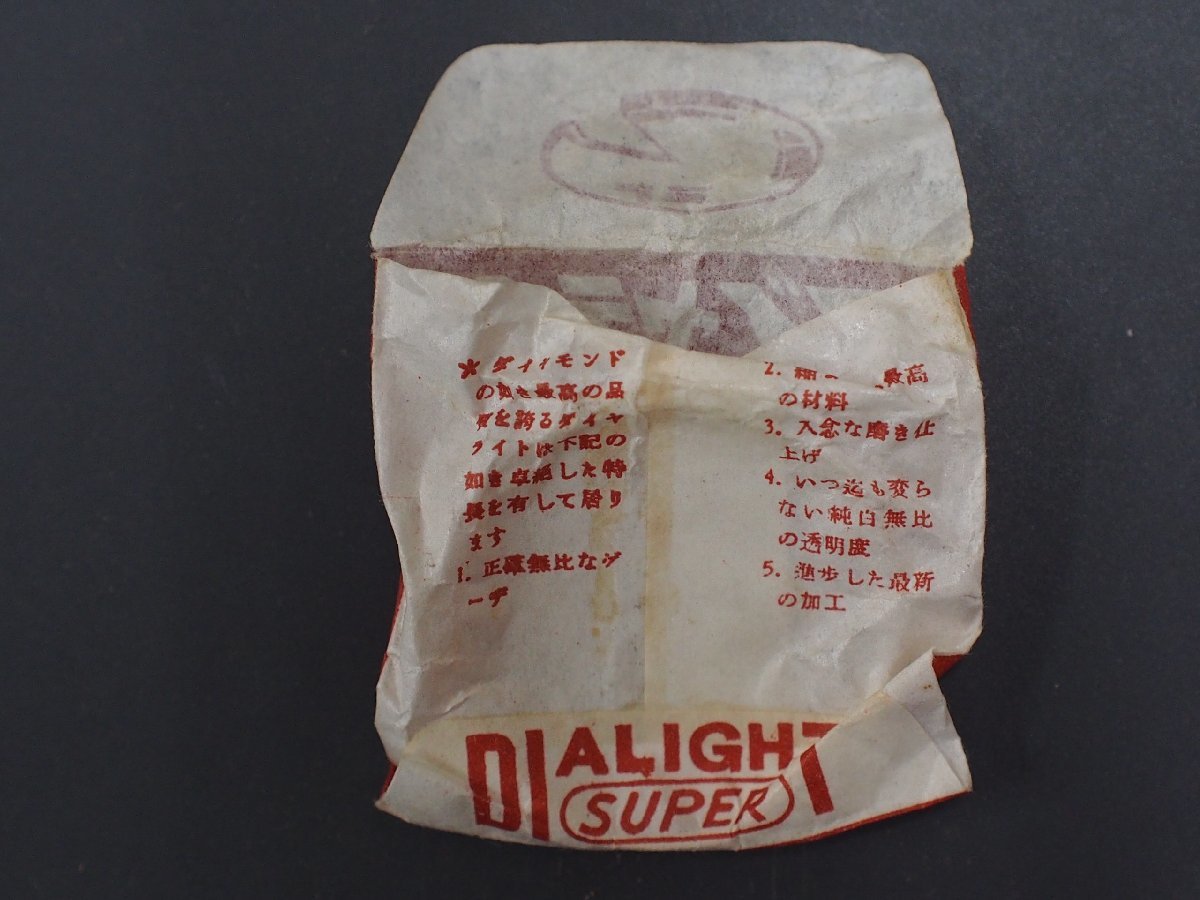 * ダイヤモンド
の如き最高の品
質を誇るダイヤ
ライトは下記の
如き卓絶した特
長を有して居り
ます
1. 正確無比なゲ
ーヂ
2. 最高
の材料
3. 入念な磨き仕
上げ
4. いつ迄も変ら
ない純白無比
の透明度
5. 進歩した最新
の加工
DIALIGHT
SUPER